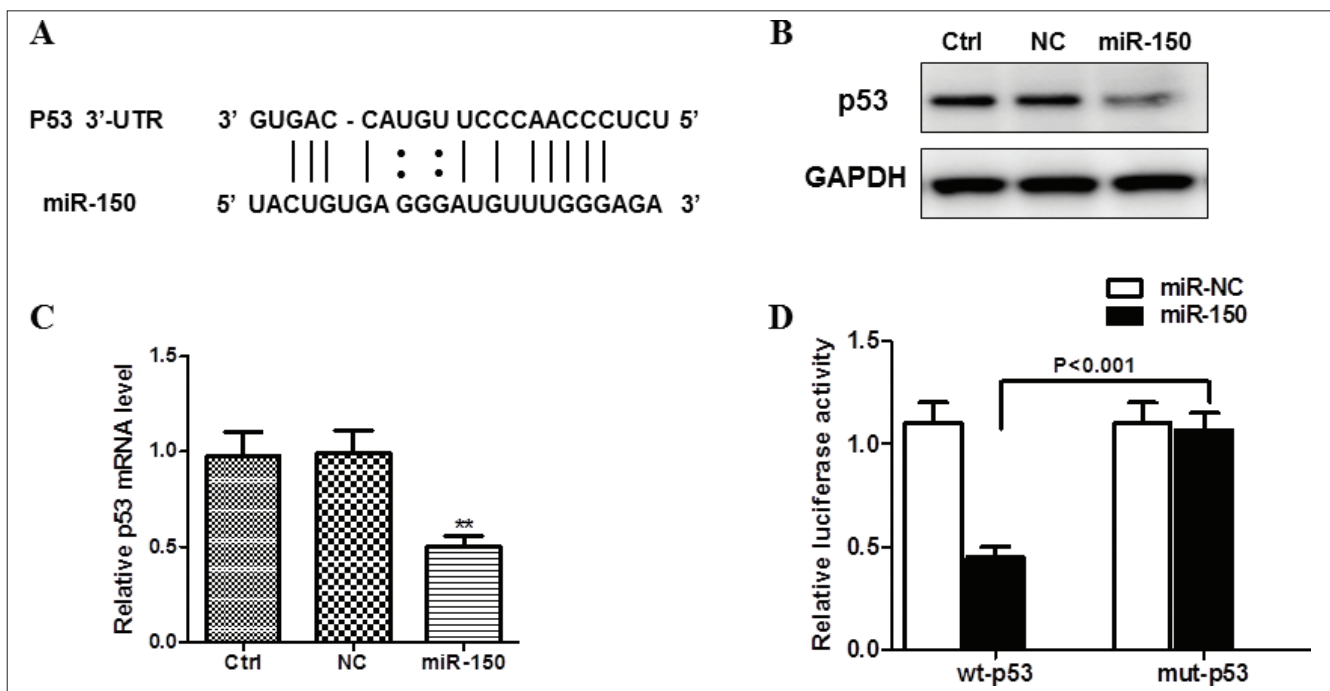 A
P53 3'-UTR 3' GUGAC - CAUGUUCCCAACCCUCU 5'
miR-150 5' UACUGUGA GGGAUGUUUGGGAGA 3'
B
Ctrl NC miR-150
p53
GAPDH
C
Relative p53 mRNA level
1.5
1.0
0.5
0.0
**
Ctrl NC miR-150
D
miR-NC
miR-150
Relative luciferase activity
1.5
1.0
0.5
0.0
P<0.001
wt-p53 mut-p53